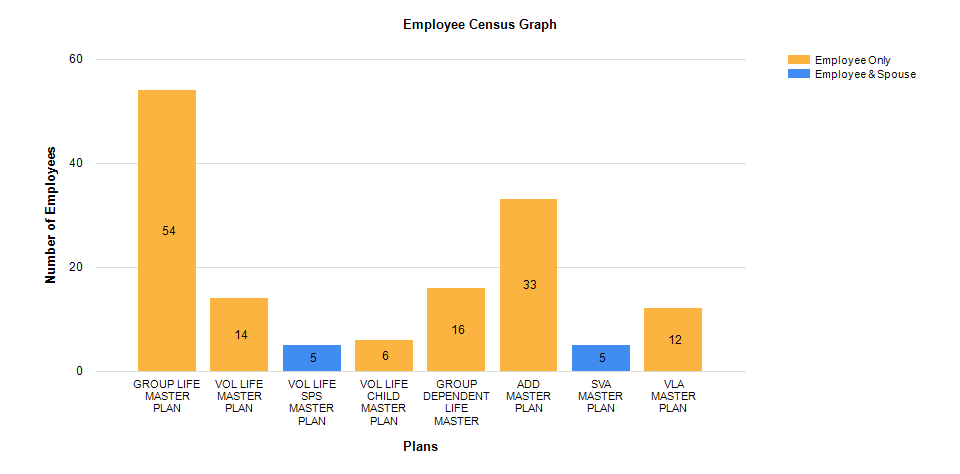 Employee Census Graph
Employee Only
Employee & Spouse
Number of Employees
60
40
20
0
54
14
5
6
16
33
5
12
GROUP LIFE
MASTER
PLAN
VOL LIFE
MASTER
PLAN
VOL LIFE
SPS
MASTER
PLAN
VOL LIFE
CHILD
MASTER
PLAN
GROUP
DEPENDENT
LIFE
MASTER
ADD
MASTER
PLAN
SVA
MASTER
PLAN
VLA
MASTER
PLAN
Plans